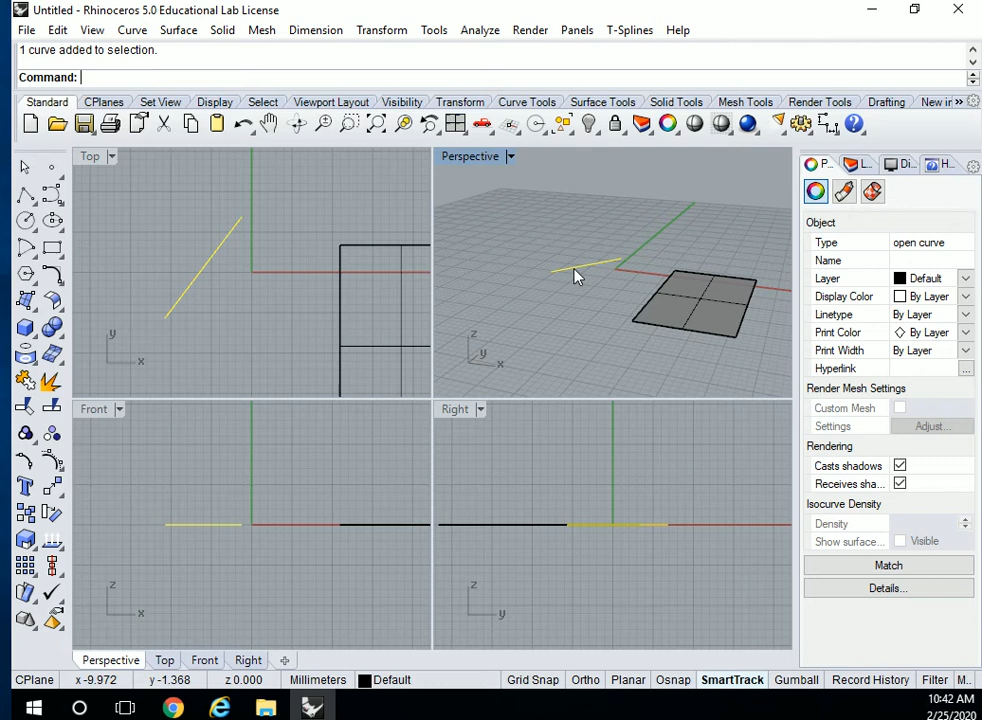 Untitled - Rhinoceros 5.0 Educational Lab License
File Edit View Curve Surface Solid Mesh Dimension Transform Tools Analyze Render Panels T-Splines Help
1 curve added to selection.
Command:
Standard CPlanes Set View Display Select Viewport Layout Visibility Transform Curve Tools Surface Tools Solid Tools Mesh Tools Render Tools Drafting New in »
Top
Perspective
P... L... Di... H...
Object
Type open curve
Name
Layer Default
Display Color By Layer
Linetype By Layer
Print Color By Layer
Print Width By Layer
Hyperlink ...
Render Mesh Settings
Custom Mesh
Settings Adjust...
Rendering
Casts shadows
Receives sha...
Isocurve Density
Density
Show surface... Visible
Match
Details...
y
x
z
y
x
Front
Right
z
x
z
y
Perspective Top Front Right
CPlane x -9.972 y -1.368 z 0.000 Millimeters Default Grid Snap Ortho Planar Osnap SmartTrack Gumball Record History Filter M..
10:42 AM
2/25/2020